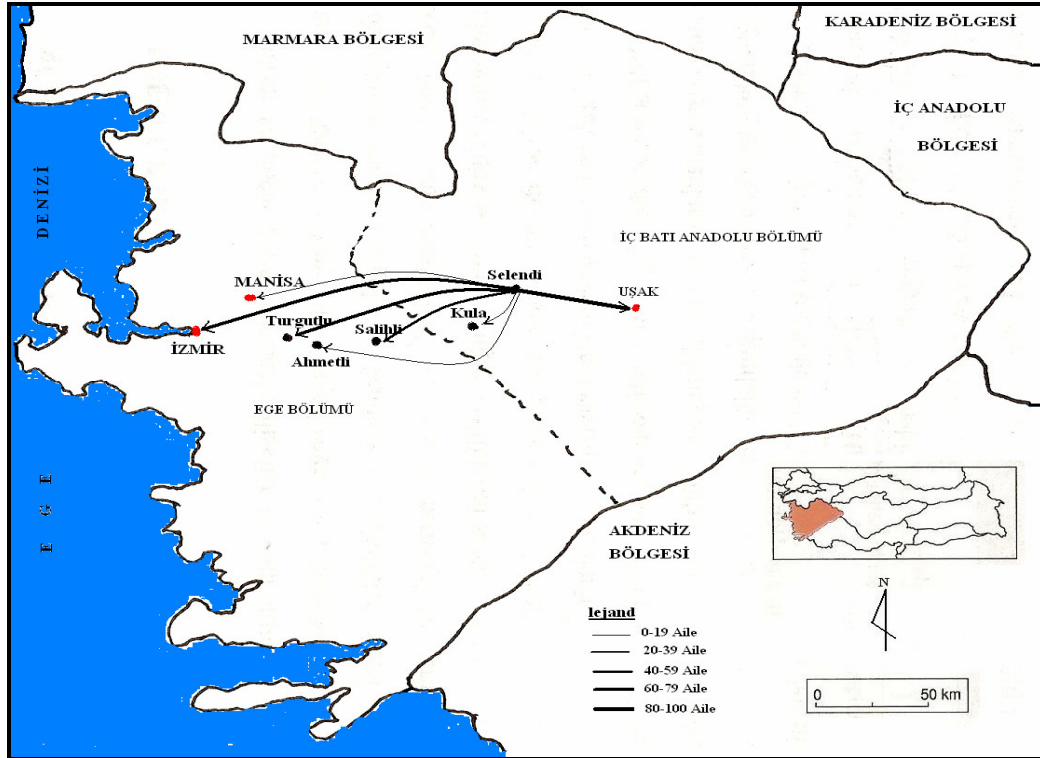 KARADENİZ BÖLGESİ
MARMARA BÖLGESİ
İÇ ANADOLU
BÖLGESİ
DENİZİ
İÇ BATI ANADOLU BÖLÜMÜ
Selendi
MANİSA
UŞAK
Kula
Turgutlu
Salihli
İZMİR
Ahmetli
EGE BÖLÜMÜ
EGE
AKDENİZ
BÖLGESİ
N
lejand
0-19 Aile
20-39 Aile
40-59 Aile
60-79 Aile
80-100 Aile
0 50 km